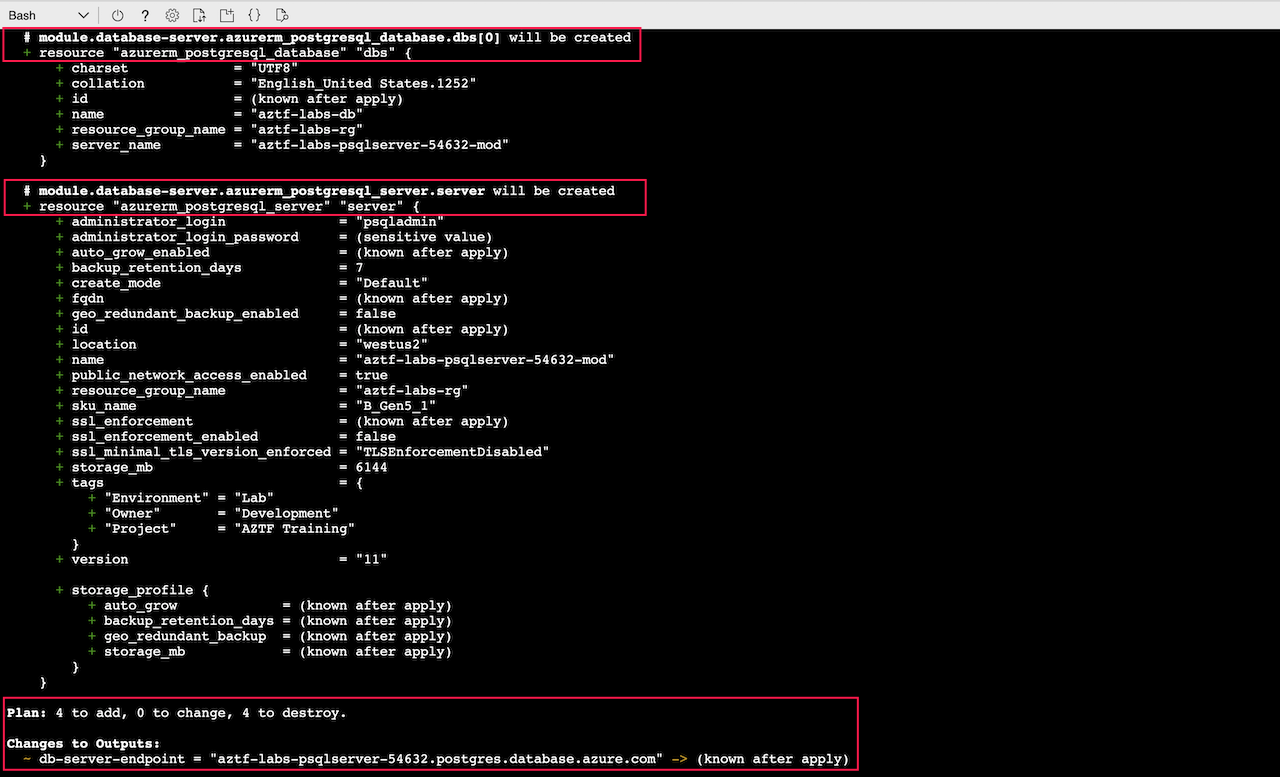 Bash
# module.database-server.azurerm_postgresql_database.dbs[0] will be created
+ resource "azurerm_postgresql_database" "dbs" {
+ charset = "UTF8"
+ collation = "English_United States.1252"
+ id = (known after apply)
+ name = "aztf-labs-db"
+ resource_group_name = "aztf-labs-rg"
+ server_name = "aztf-labs-psqlserver-54632-mod"
}
# module.database-server.azurerm_postgresql_server.server will be created
+ resource "azurerm_postgresql_server" "server" {
+ administrator_login = "psqladmin"
+ administrator_login_password = (sensitive value)
+ auto_grow_enabled = (known after apply)
+ backup_retention_days = 7
+ create_mode = "Default"
+ fqdn = (known after apply)
+ geo_redundant_backup_enabled = false
+ id = (known after apply)
+ location = "westus2"
+ name = "aztf-labs-psqlserver-54632-mod"
+ public_network_access_enabled = true
+ resource_group_name = "aztf-labs-rg"
+ sku_name = "B_Gen5_1"
+ ssl_enforcement = (known after apply)
+ ssl_enforcement_enabled = false
+ ssl_minimal_tls_version_enforced = "TLSEnforcementDisabled"
+ storage_mb = 6144
+ tags = {
+ "Environment" = "Lab"
+ "Owner" = "Development"
+ "Project" = "AZTF Training"
}
+ version = "11"
+ storage_profile {
+ auto_grow = (known after apply)
+ backup_retention_days = (known after apply)
+ geo_redundant_backup = (known after apply)
+ storage_mb = (known after apply)
}
}
Plan: 4 to add, 0 to change, 4 to destroy.
Changes to Outputs:
~ db-server-endpoint = "aztf-labs-psqlserver-54632.postgres.database.azure.com" -> (known after apply)